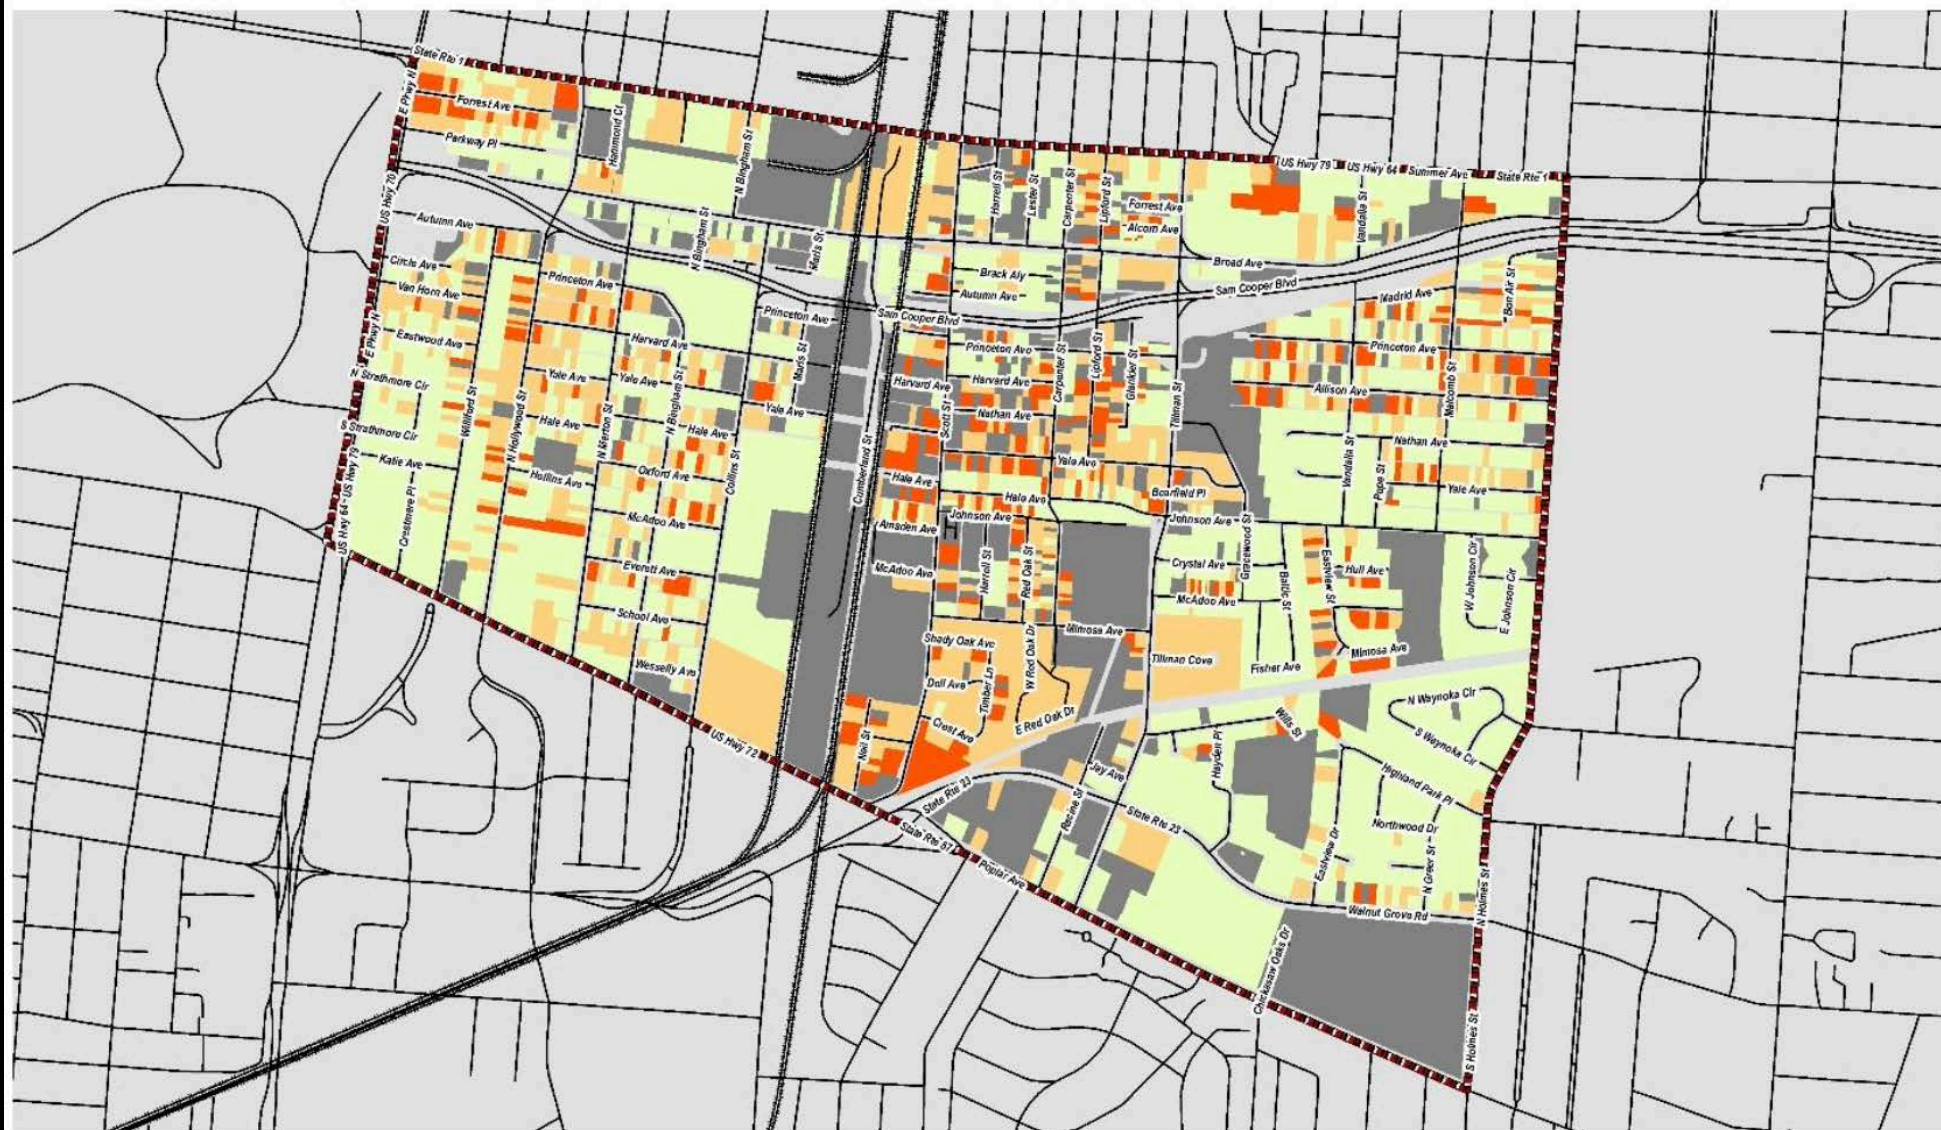 State Rte 1
E Pkwy N
Forrest Ave
Hammond Ct
Parkway Pl
N Bingham St
US Hwy 79
US Hwy 64
Summer Ave
State Rte 1
Harrell St
Lester St
Carpenter St
Lipford St
Forrest Ave
Alcorn Ave
Vandalia St
US Hwy 70
Autumn Ave
N Bingham St
Maris St
Broad Ave
Circle Ave
Princeton Ave
Brack Aly
Autumn Ave
Sam Cooper Blvd
Madrid Ave
Bon Air St
Van Horn Ave
E Pkwy N
Eastwood Ave
Harvard Ave
Princeton Ave
Maris St
Sam Cooper Blvd
Princeton Ave
Carpenter St
Lipford St
Glankler St
Tillman St
Princeton Ave
N Strathmore Cir
Williford St
N Hollywood St
Yale Ave
Yale Ave
N Bingham St
Yale Ave
Harvard Ave
Harvard Ave
Scott St
Nathan Ave
Allison Ave
Malcomb St
S Strathmore Cir
Hale Ave
N Merton St
Hale Ave
Nathan Ave
Vandalia St
Pope St
Katie Ave
Crestmere Pl
Hollins Ave
Oxford Ave
Collins St
Cumberland St
Hale Ave
Yale Ave
Hale Ave
Bearfield Pl
Yale Ave
US Hwy 64
US Hwy 79
McAdoo Ave
Amsden Ave
Johnson Ave
Johnson Ave
Gracewood St
Everett Ave
McAdoo Ave
Harrell St
Red Oak St
Crystal Ave
McAdoo Ave
Baltic St
Eastview St
Hull Ave
W Johnson Cir
E Johnson Cir
School Ave
Shady Oak Ave
Mimosa Ave
Tillman Cove
Fisher Ave
Mimosa Ave
Wesselly Ave
Dell Ave
Timber Ln
W Red Oak Dr
E Red Oak Dr
N Waynoka Cir
S Waynoka Cir
US Hwy 72
Neil St
Crest Ave
Wills St
Hayden Pl
Highland Park Pl
Jay Ave
State Rte 23
Racine St
State Rte 23
State Rte 57
Poplar Ave
Northwood Dr
Eastview Dr
N Greer St
N Holmes St
Walnut Grove Rd
Chickasaw Oaks Dr
S Holmes St